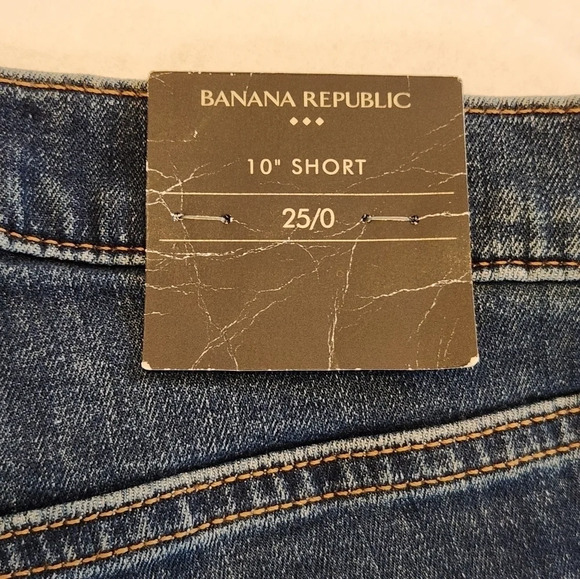 BANANA REPUBLIC
10" SHORT
25/0